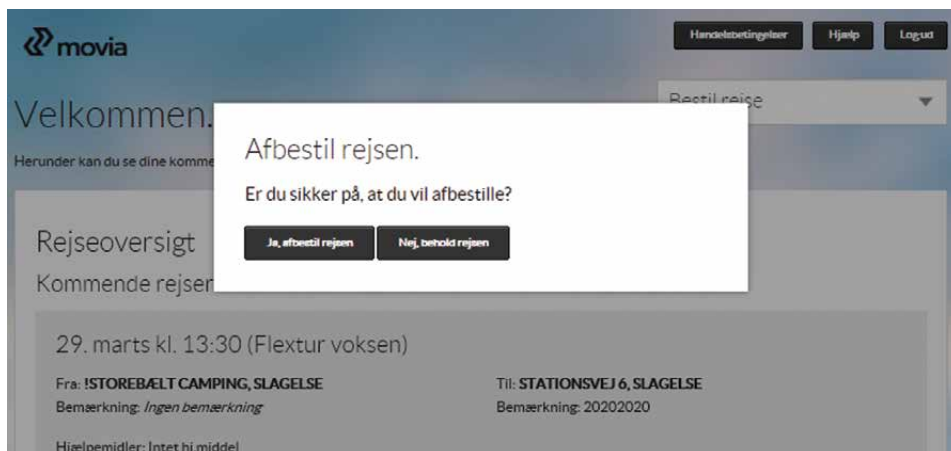 movia
Handelsbetingelser Hjælp Log ud
Velkommen.
Bestil rejse
Herunder kan du se dine komme
Afbestil rejsen.
Er du sikker på, at du vil afbestille?
Ja, afbestil rejsen Nej, behold rejsen
Rejseoversigt
Kommende rejser
29. marts kl. 13:30 (Flextur voksen)
Fra: !STOREBÆLT CAMPING, SLAGELSE Til: STATIONSVEJ 6, SLAGELSE
Bemærkning: Ingen bemærkning Bemærkning: 20202020
Hjælpemidler: Intet